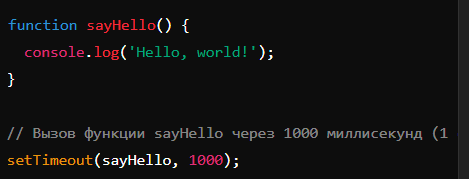 function sayHello() {
  console.log('Hello, world!');
}
// Вызов функции sayHello через 1000 миллисекунд (1
setTimeout(sayHello, 1000);